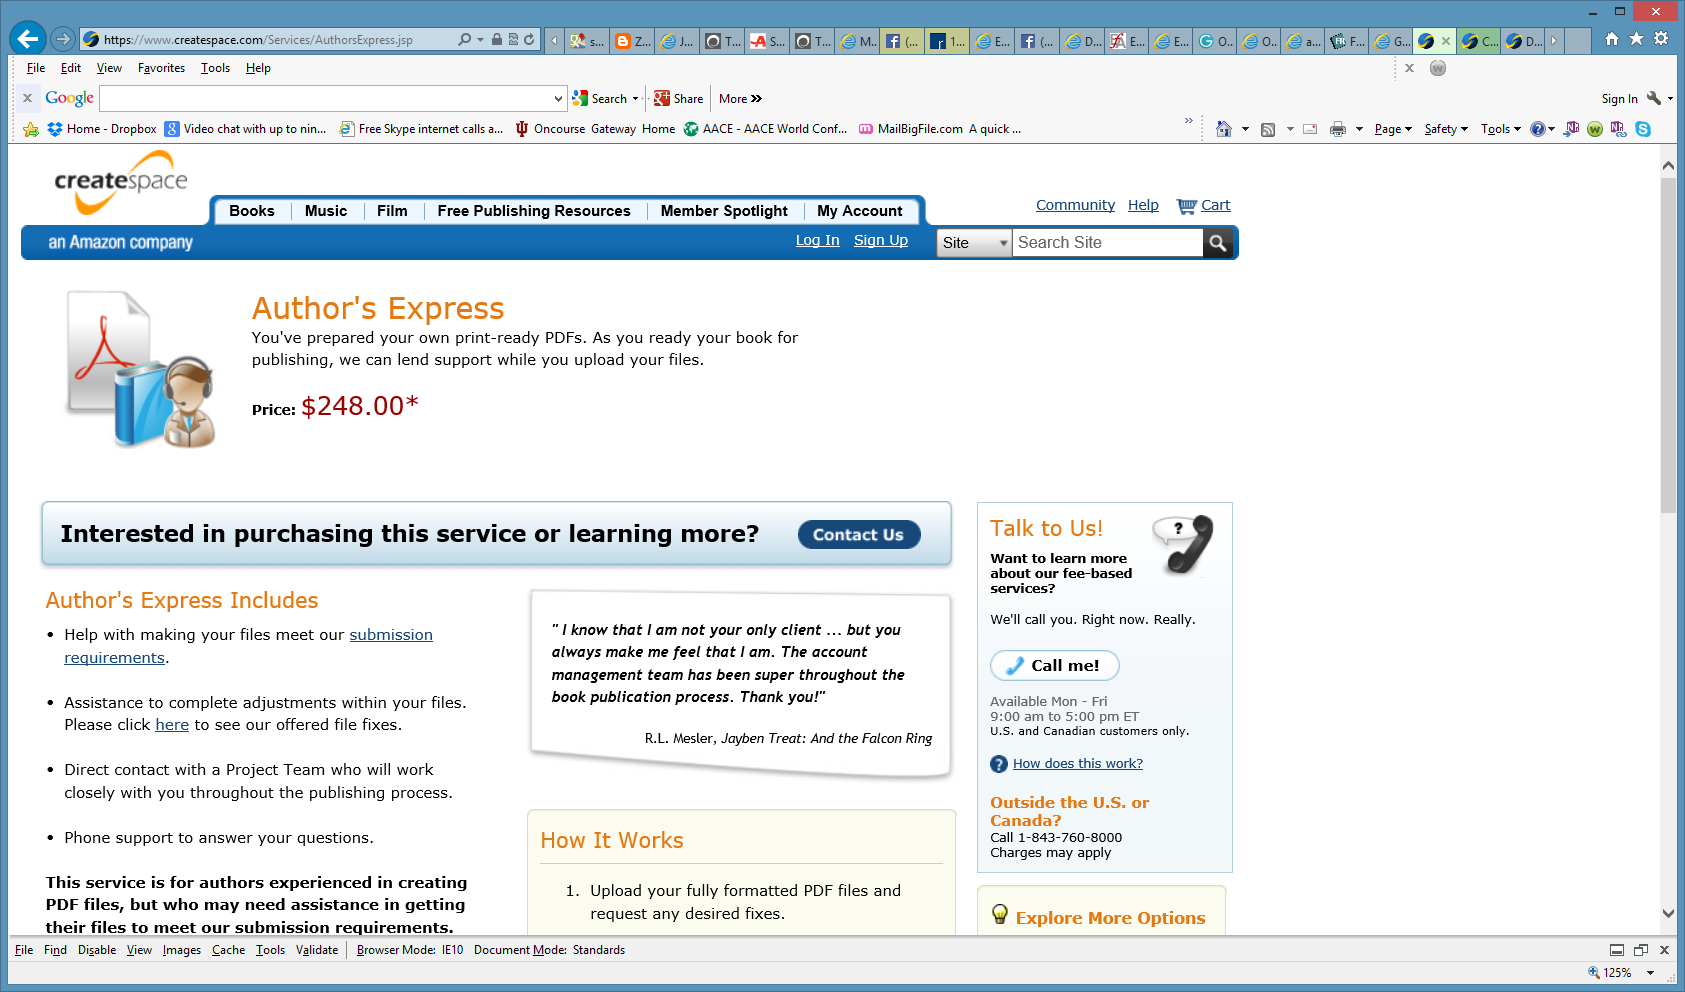 https://www.createspace.com/Services/AuthorsExpress.jsp
s... Z... J... T... S... T... M... (... 1... E... (... D... E... E... O... O... a... F... G... C... D...
File Edit View Favorites Tools Help
Google Search Share More Sign In
Home - Dropbox Video chat with up to nin... Free Skype internet calls a... Oncourse Gateway Home AACE - AACE World Conf... MailBigFile.com A quick ... Page Safety Tools
createspace
an Amazon company
Books Music Film Free Publishing Resources Member Spotlight My Account
Community Help Cart
Log In Sign Up Site Search Site
Author's Express
You've prepared your own print-ready PDFs. As you ready your book for
publishing, we can lend support while you upload your files.
Price: $248.00*
Interested in purchasing this service or learning more? Contact Us
Author's Express Includes
• Help with making your files meet our submission
requirements.
• Assistance to complete adjustments within your files.
Please click here to see our offered file fixes.
• Direct contact with a Project Team who will work
closely with you throughout the publishing process.
• Phone support to answer your questions.
This service is for authors experienced in creating
PDF files, but who may need assistance in getting
their files to meet our submission requirements.
" I know that I am not your only client ... but you
always make me feel that I am. The account
management team has been super throughout the
book publication process. Thank you!"
R.L. Mesler, Jayben Treat: And the Falcon Ring
How It Works
1. Upload your fully formatted PDF files and
request any desired fixes.
Talk to Us!
?
Want to learn more
about our fee-based
services?
We'll call you. Right now. Really.
Call me!
Available Mon - Fri
9:00 am to 5:00 pm ET
U.S. and Canadian customers only.
? How does this work?
Outside the U.S. or
Canada?
Call 1-843-760-8000
Charges may apply
Explore More Options
File Find Disable View Images Cache Tools Validate Browser Mode: IE10 Document Mode: Standards
125%